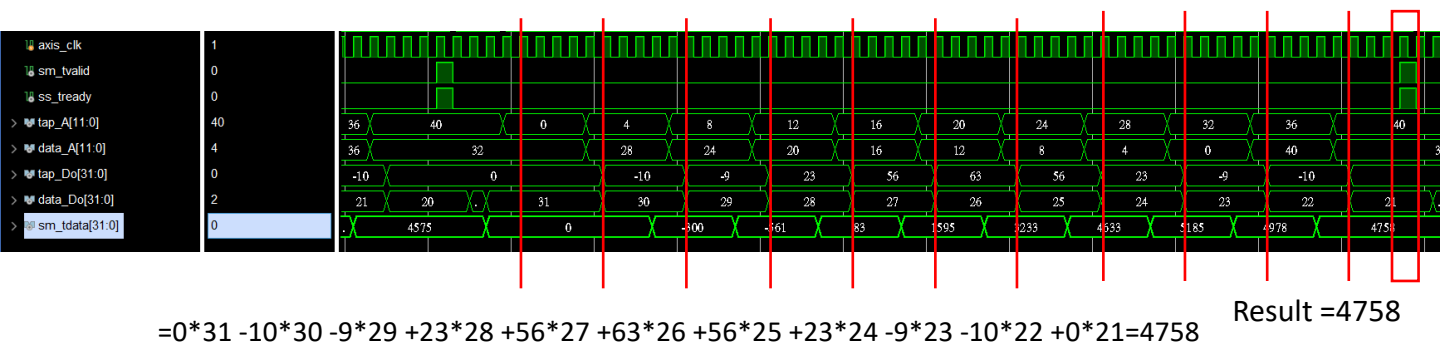 axis_clk 1
sm_tvalid 0
ss_tready 0
tap_A[11:0] 40 36 40 0 4 8 12 16 20 24 28 32 36 40
data_A[11:0] 4 36 32 28 24 20 16 12 8 4 0 40
tap_Do[31:0] 0 -10 0 -10 -9 23 56 63 56 23 -9 -10
data_Do[31:0] 2 21 20 . 31 30 29 28 27 26 25 24 23 22 21
sm_tdata[31:0] 0 . 4575 0 -300 -561 83 1595 3233 4633 5185 4978 4758
Result =4758
=0*31 -10*30 -9*29 +23*28 +56*27 +63*26 +56*25 +23*24 -9*23 -10*22 +0*21=4758